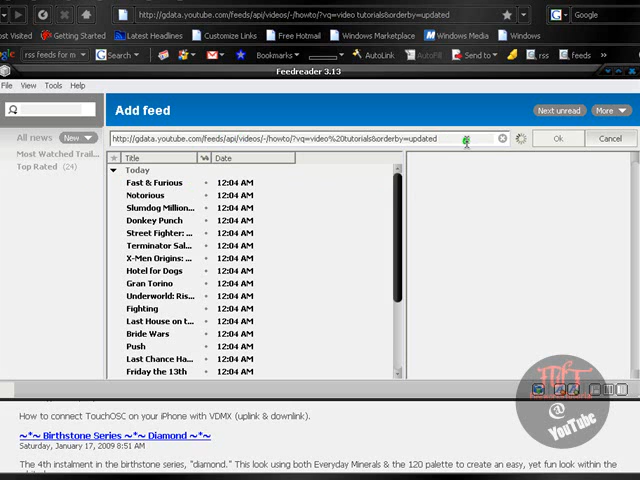 http://gdata.youtube.com/feeds/api/videos/-/howto/?vq=video tutorials&orderby=updated
Google
Most Visited Getting Started Latest Headlines Customize Links Free Hotmail Windows Marketplace Windows Media Windows
rss feeds for m Search Bookmarks AutoLink AutoFill Send to rss feeds
Feedreader 3.13
File View Tools Help
Add feed
Next unread More
http://gdata.youtube.com/feeds/api/videos/-/howto/?vq=video%20tutorials&orderby=updated
Ok Cancel
All news New
Most Watched Trail...
Top Rated (24)
Title Date
Today
Fast & Furious 12:04 AM
Notorious 12:04 AM
Slumdog Million... 12:04 AM
Donkey Punch 12:04 AM
Street Fighter: ... 12:04 AM
Terminator Sal... 12:04 AM
X-Men Origins: ... 12:04 AM
Hotel for Dogs 12:04 AM
Gran Torino 12:04 AM
Underworld: Ris... 12:04 AM
Fighting 12:04 AM
Last House on t... 12:04 AM
Bride Wars 12:04 AM
Push 12:04 AM
Last Chance Ha... 12:04 AM
Friday the 13th 12:04 AM
@
YouTube
How to connect TouchOSC on your iPhone with VDMX (uplink & downlink).
~*~ Birthstone Series ~*~ Diamond ~*~
Saturday, January 17, 2009 8:51 AM
The 4th instalment in the birthstone series, "diamond." This look using both Everyday Minerals & the 120 palette to create an easy, yet fun look within the